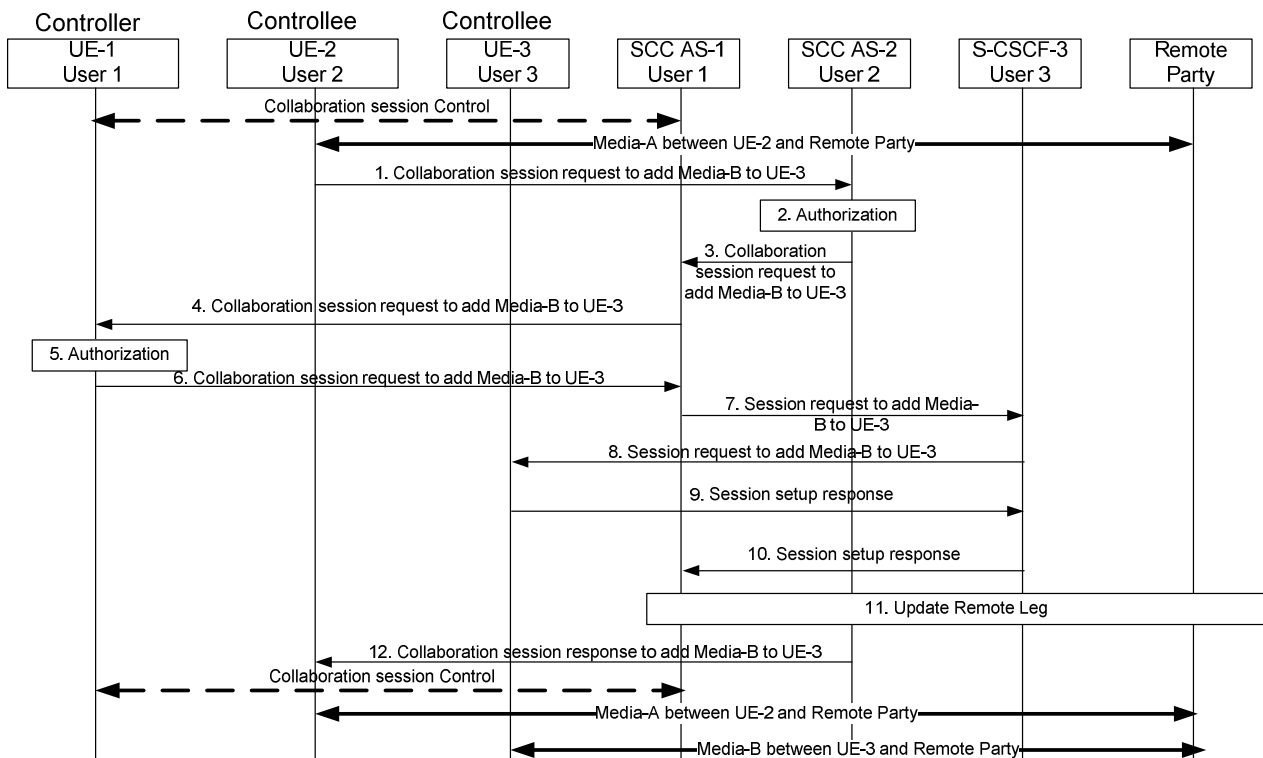 Controller
Controllee
Controllee
UE-1
User 1
UE-2
User 2
UE-3
User 3
SCC AS-1
User 1
SCC AS-2
User 2
S-CSCF-3
User 3
Remote
Party
Collaboration session Control
Media-A between UE-2 and Remote Party
1. Collaboration session request to add Media-B to UE-3
2. Authorization
3. Collaboration
session request to
add Media-B to UE-3
4. Collaboration session request to add Media-B to UE-3
5. Authorization
6. Collaboration session request to add Media-B to UE-3
7. Session request to add Media-
B to UE-3
8. Session request to add Media-B to UE-3
9. Session setup response
10. Session setup response
11. Update Remote Leg
12. Collaboration session response to add Media-B to UE-3
Collaboration session Control
Media-A between UE-2 and Remote Party
Media-B between UE-3 and Remote Party